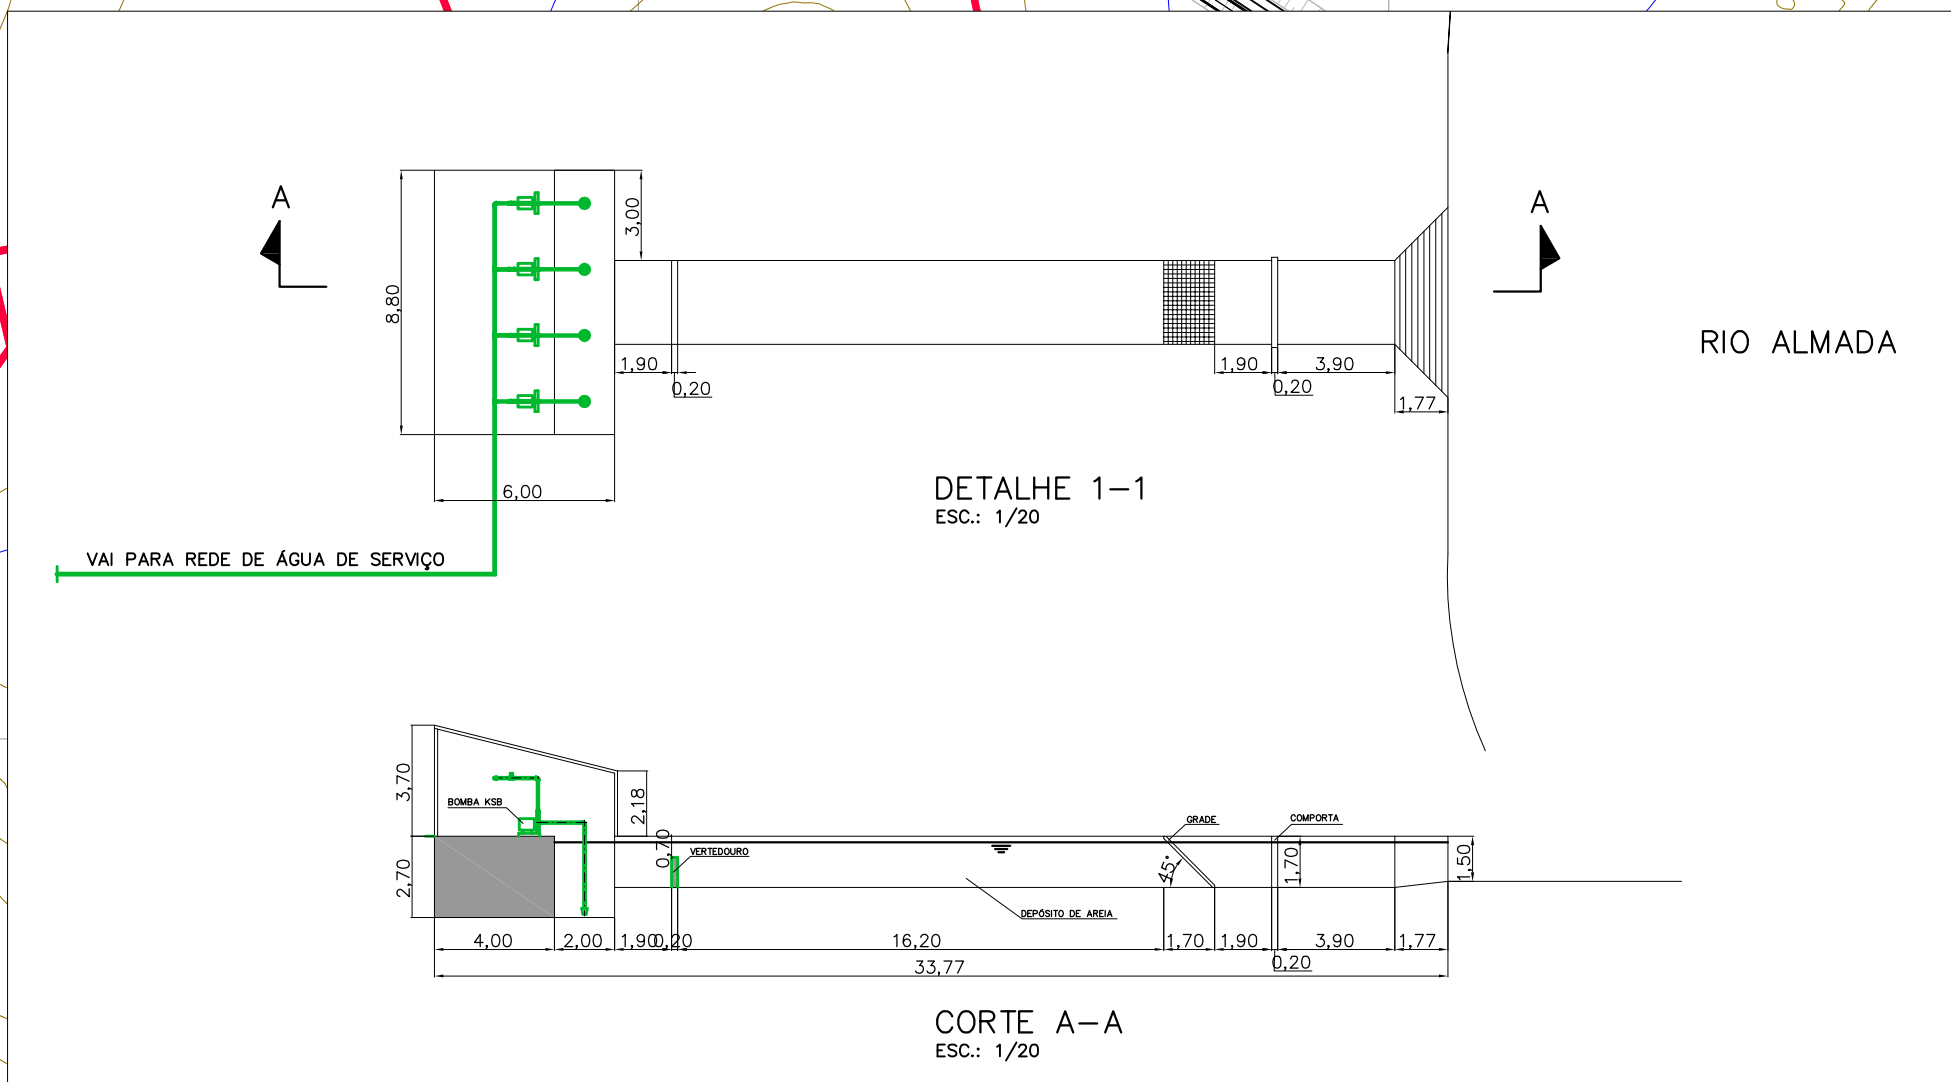 A
A
3,00
8,80
RIO ALMADA
1,90
0,20
1,90
0,20
3,90
1,77
6,00
DETALHE 1-1
ESC.: 1/20
VAI PARA REDE DE ÁGUA DE SERVIÇO
3,70
BOMBA KSB
2,18
0,70
VERTEDOURO
GRADE
COMPORTA
45°
1,70
1,50
2,70
DEPÓSITO DE AREIA
4,00
2,00
1,90
0,20
16,20
1,70
1,90
0,20
3,90
1,77
33,77
CORTE A-A
ESC.: 1/20